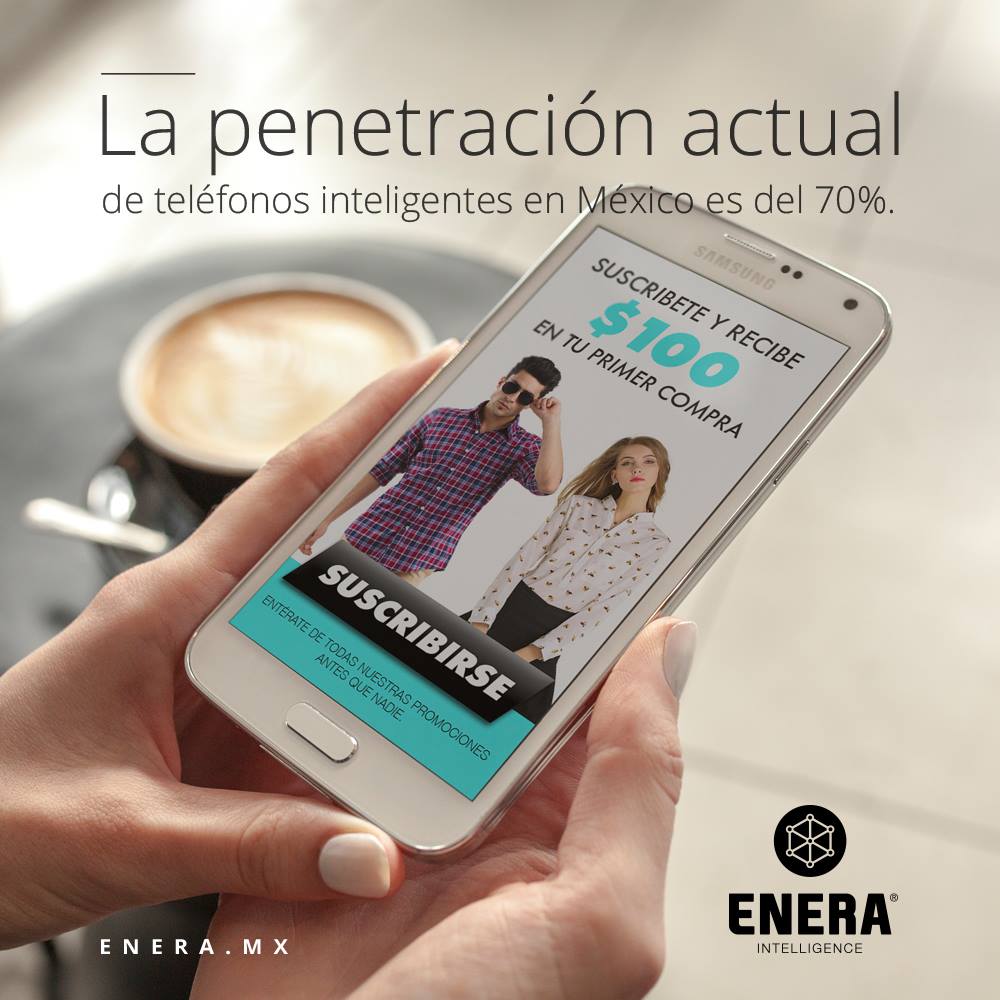 La penetración actual
de teléfonos inteligentes en México es del 70%.
SAMSUNG
SUSCRIBETE Y RECIBE
$100
EN TU PRIMER COMPRA
SUSCRIBIRSE
ENTÉRATE DE TODAS NUESTRAS PROMOCIONES
ANTES QUE NADIE.
ENERA.MX
ENERA®
INTELLIGENCE